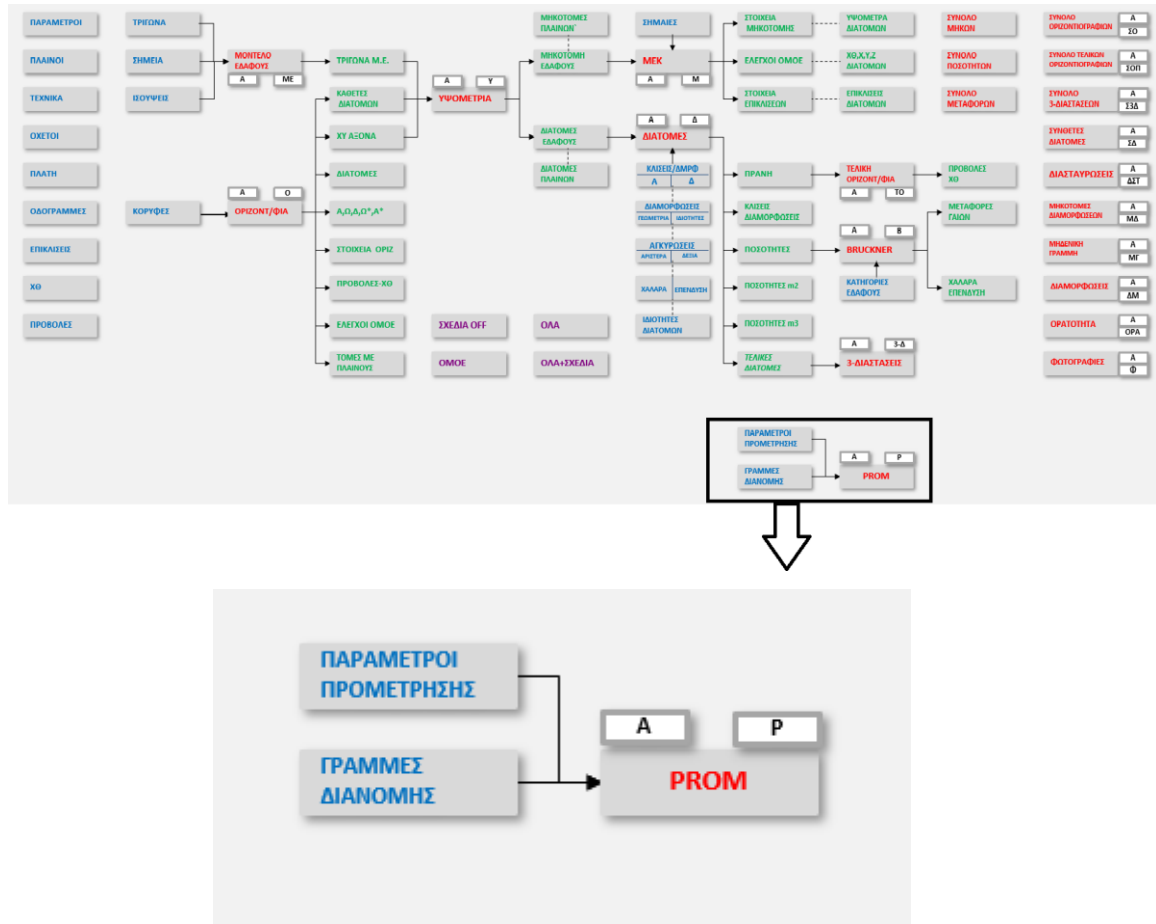 ΠΑΡΑΜΕΤΡΟΙ
ΠΛΑΙΝΟΙ
ΤΕΧΝΙΚΑ
ΟΧΕΤΟΙ
ΠΛΑΤΗ
ΟΔΟΓΡΑΜΜΕΣ
ΕΠΙΚΛΙΣΕΙΣ
ΧΘ
ΠΡΟΒΟΛΕΣ
ΤΡΙΓΩΝΑ
ΣΗΜΕΙΑ
ΙΣΟΥΨΕΙΣ
ΚΟΡΥΦΕΣ
ΜΟΝΤΕΛΟ
ΕΔΑΦΟΥΣ
Α ΜΕ
Α Ο
ΟΡΙΖΟΝΤ/ΦΙΑ
ΤΡΙΓΩΝΑ Μ.Ε.
ΚΑΘΕΤΕΣ
ΔΙΑΤΟΜΩΝ
ΧΥ ΑΞΟΝΑ
ΔΙΑΤΟΜΕΣ
Α,Ω,Δ,Ω*,Α*
ΣΤΟΙΧΕΙΑ ΟΡΙΖ
ΠΡΟΒΟΛΕΣ-ΧΘ
ΕΛΕΓΧΟΙ ΟΜΟΕ
ΤΟΜΕΣ ΜΕ
ΠΛΑΙΝΟΥΣ
Α Υ
ΥΨΟΜΕΤΡΙΑ
ΣΧΕΔΙΑ OFF
ΟΜΟΕ
ΜΗΚΟΤΟΜΕΣ
ΠΛΑΙΝΩΝ΄
ΜΗΚΟΤΟΜΗ
ΕΔΑΦΟΥΣ
ΔΙΑΤΟΜΕΣ
ΕΔΑΦΟΥΣ
ΔΙΑΤΟΜΕΣ
ΠΛΑΙΝΩΝ
ΟΛΑ
ΟΛΑ+ΣΧΕΔΙΑ
ΣΗΜΑΙΕΣ
ΜΕΚ
Α Μ
Α Δ
ΔΙΑΤΟΜΕΣ
ΚΛΙΣΕΙΣ/ΔΜΡΦ
Α Δ
ΔΙΑΜΟΡΦΩΣΕΙΣ
ΓΕΩΜΕΤΡΙΑ ΙΔΙΟΤΗΤΕΣ
ΑΓΚΥΡΩΣΕΙΣ
ΑΡΙΣΤΕΡΑ ΔΕΞΙΑ
ΧΑΛΑΡΑ ΕΠΕΝΔΥΣΗ
ΙΔΙΟΤΗΤΕΣ
ΔΙΑΤΟΜΩΝ
ΣΤΟΙΧΕΙΑ
ΜΗΚΟΤΟΜΗΣ
ΕΛΕΓΧΟΙ ΟΜΟΕ
ΣΤΟΙΧΕΙΑ
ΕΠΙΚΛΙΣΕΩΝ
ΠΡΑΝΗ
ΚΛΙΣΕΙΣ
ΔΙΑΜΟΡΦΩΣΕΙΣ
ΠΟΣΟΤΗΤΕΣ
ΠΟΣΟΤΗΤΕΣ m2
ΠΟΣΟΤΗΤΕΣ m3
ΤΕΛΙΚΕΣ
ΔΙΑΤΟΜΕΣ
ΥΨΟΜΕΤΡΑ
ΔΙΑΤΟΜΩΝ
ΧΘ,Χ,Υ,Ζ
ΔΙΑΤΟΜΩΝ
ΕΠΙΚΛΙΣΕΙΣ
ΔΙΑΤΟΜΩΝ
ΤΕΛΙΚΗ
ΟΡΙΖΟΝΤ/ΦΙΑ
Α ΤΟ
Α Β
BRUCKNER
ΚΑΤΗΓΟΡΙΕΣ
ΕΔΑΦΟΥΣ
Α 3-Δ
3-ΔΙΑΣΤΑΣΕΙΣ
ΣΥΝΟΛΟ
ΜΗΚΩΝ
ΣΥΝΟΛΟ
ΠΟΣΟΤΗΤΩΝ
ΣΥΝΟΛΟ
ΜΕΤΑΦΟΡΩΝ
ΠΡΟΒΟΛΕΣ
ΧΘ
ΜΕΤΑΦΟΡΕΣ
ΓΑΙΩΝ
ΧΑΛΑΡΑ
ΕΠΕΝΔΥΣΗ
ΣΥΝΟΛΟ
ΟΡΙΖΟΝΤΙΟΓΡΑΦΙΩΝ
Α
ΣΟ
ΣΥΝΟΛΟ ΤΕΛΙΚΩΝ
ΟΡΙΖΟΝΤΙΟΓΡΑΦΙΩΝ
Α
ΣΟΠ
ΣΥΝΟΛΟ
3-ΔΙΑΣΤΑΣΕΩΝ
Α
Σ3Δ
ΣΥΝΘΕΤΕΣ
ΔΙΑΤΟΜΕΣ
Α
ΣΔ
ΔΙΑΣΤΑΥΡΩΣΕΙΣ
Α
ΔΣΤ
ΜΗΚΟΤΟΜΕΣ
ΔΙΑΜΟΡΦΩΣΕΩΝ
Α
ΜΔ
ΜΗΔΕΝΙΚΗ
ΓΡΑΜΜΗ
Α
ΜΓ
ΔΙΑΜΟΡΦΩΣΕΙΣ
Α
ΔΜ
ΟΡΑΤΟΤΗΤΑ
Α
ΟΡΑ
ΦΩΤΟΓΡΑΦΙΕΣ
Α
Φ
ΠΑΡΑΜΕΤΡΟΙ
ΠΡΟΜΕΤΡΗΣΗΣ
ΓΡΑΜΜΕΣ
ΔΙΑΝΟΜΗΣ
Α Ρ
PROM
ΠΑΡΑΜΕΤΡΟΙ
ΠΡΟΜΕΤΡΗΣΗΣ
ΓΡΑΜΜΕΣ
ΔΙΑΝΟΜΗΣ
Α Ρ
PROM